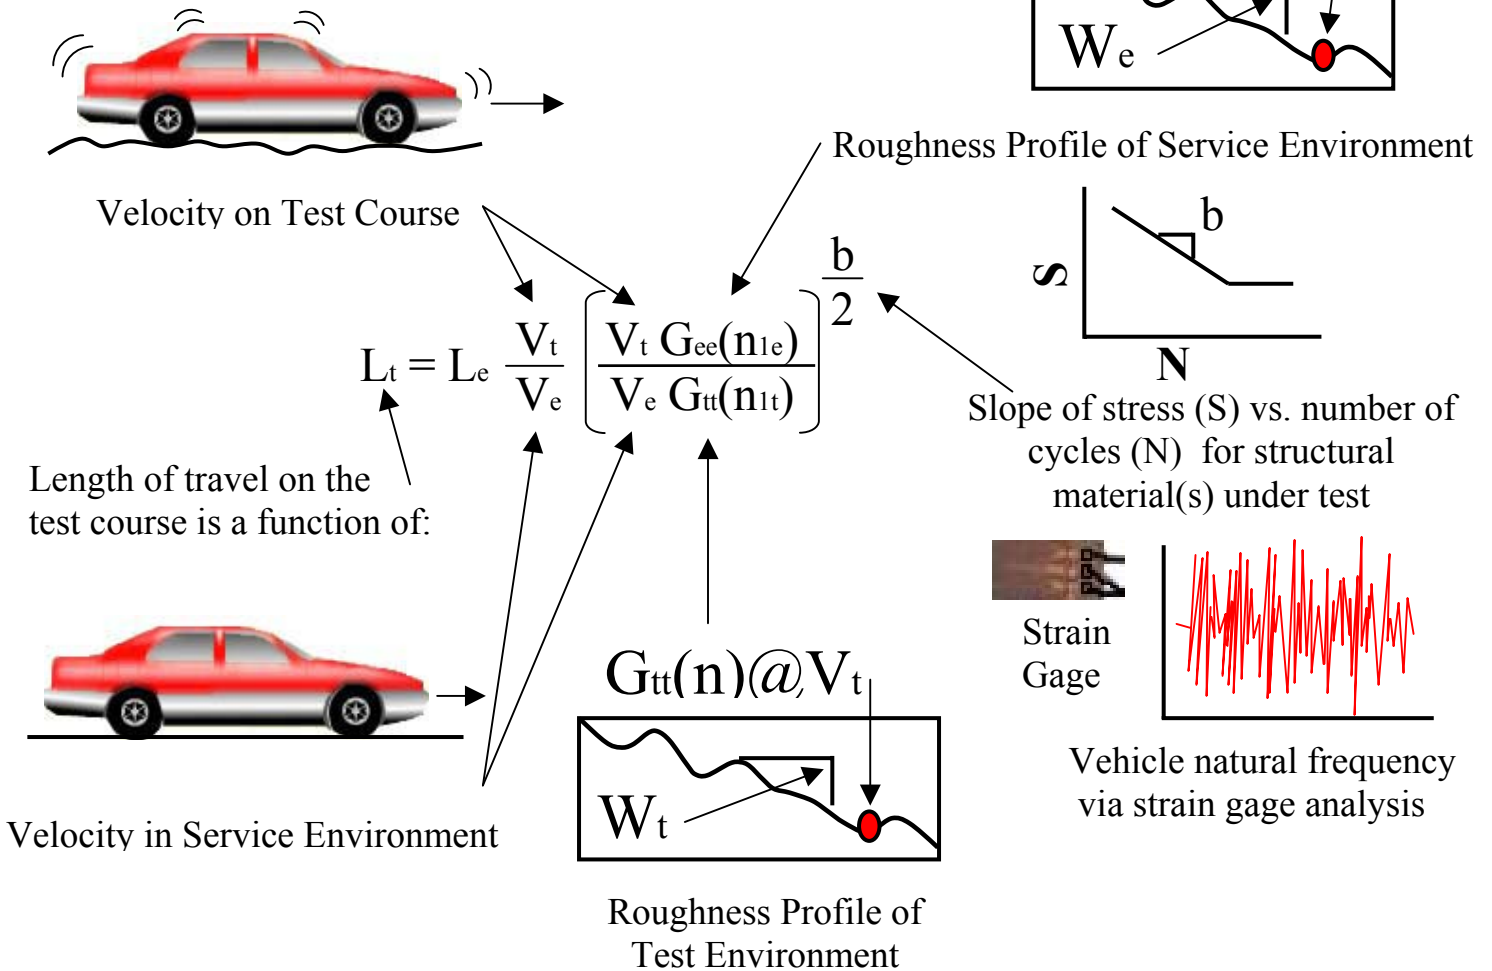 We
Roughness Profile of Service Environment
Velocity on Test Course
b
S
N
Lt = Le Vt/Ve [Vt Gee(n1e)/Ve Gtt(n1t)] b/2
Slope of stress (S) vs. number of
cycles (N) for structural
material(s) under test
Length of travel on the
test course is a function of:
Strain
Gage
Gtt(n)@Vt
Wt
Vehicle natural frequency
via strain gage analysis
Velocity in Service Environment
Roughness Profile of
Test Environment